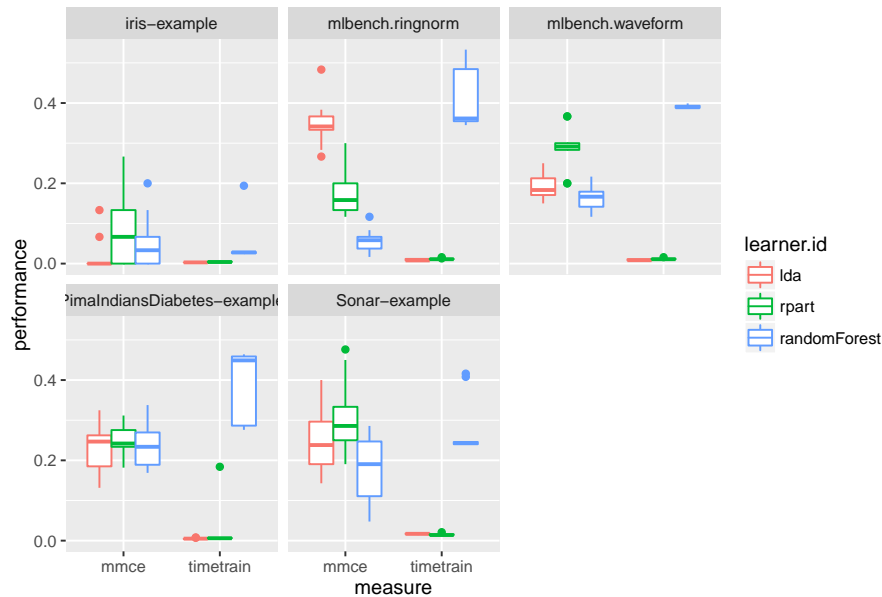 iris−example
mlbench.ringnorm
mlbench.waveform
0.4
0.2
0.0
PimaIndiansDiabetes−example
Sonar−example
0.4
0.2
0.0
mmce
timetrain
mmce
timetrain
measure
performance
learner.id
lda
rpart
randomForest